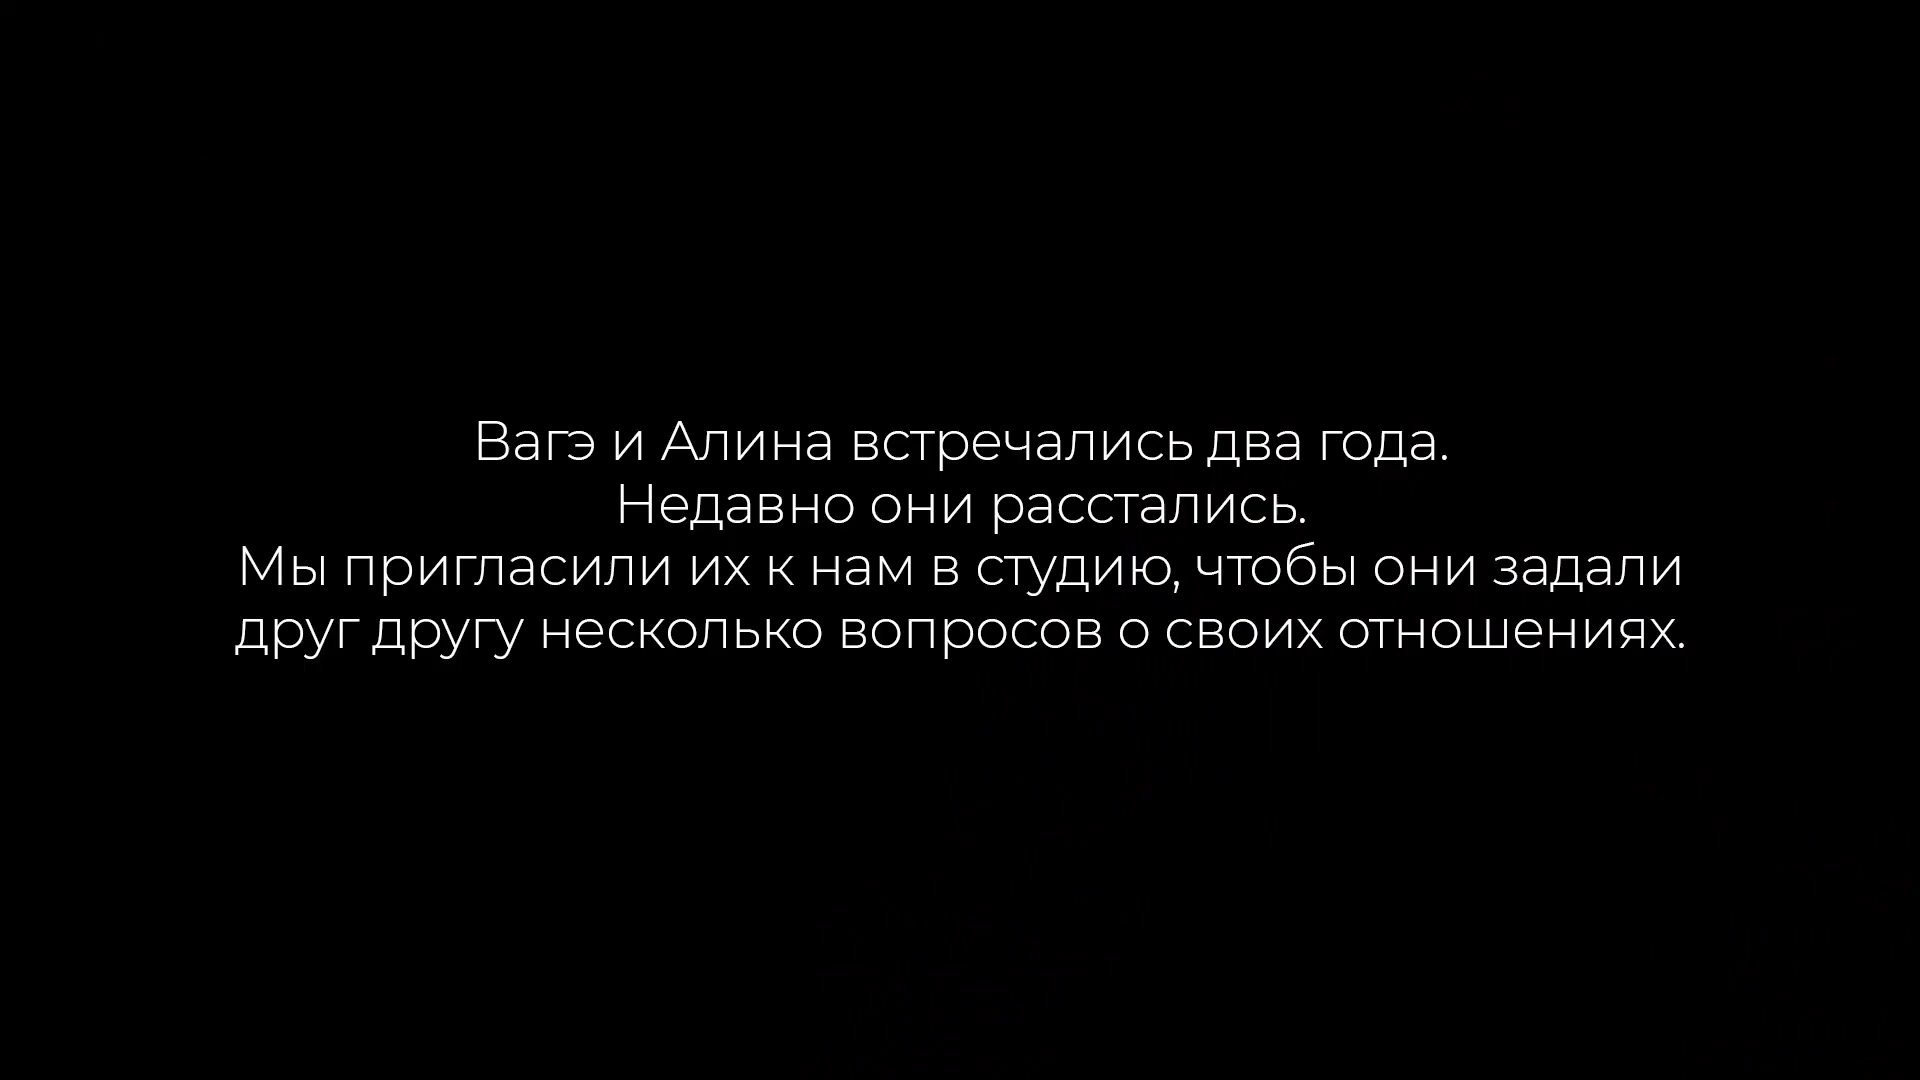 Вагэ и Алина встречались два года.
Недавно они расстались.
Мы пригласили их к нам в студию, чтобы они задали
друг другу несколько вопросов о своих отношениях.